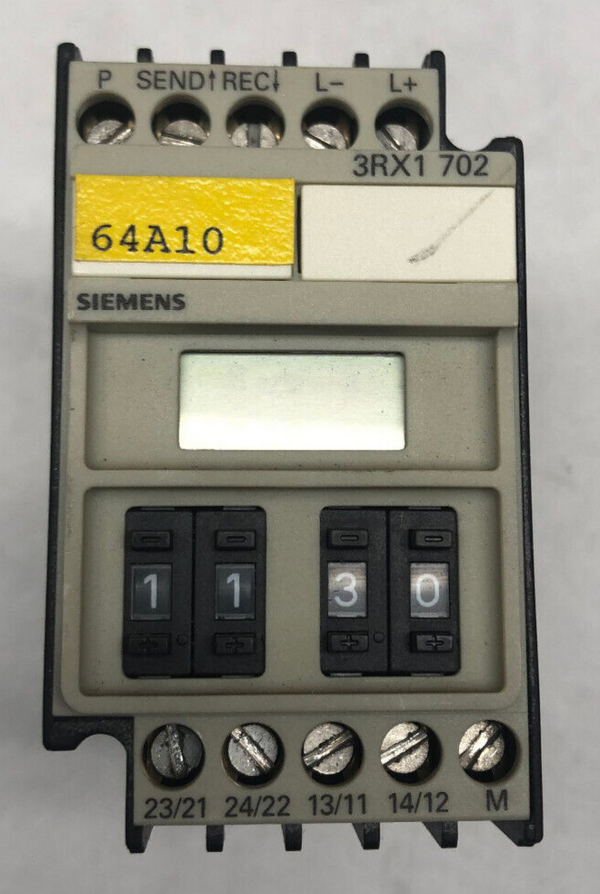 P SEND↑ REC↓ L− L+
3RX1 702
64A10
SIEMENS
− − − −
1 1 3 0
+ + + +
23/21 24/22 13/11 14/12 M